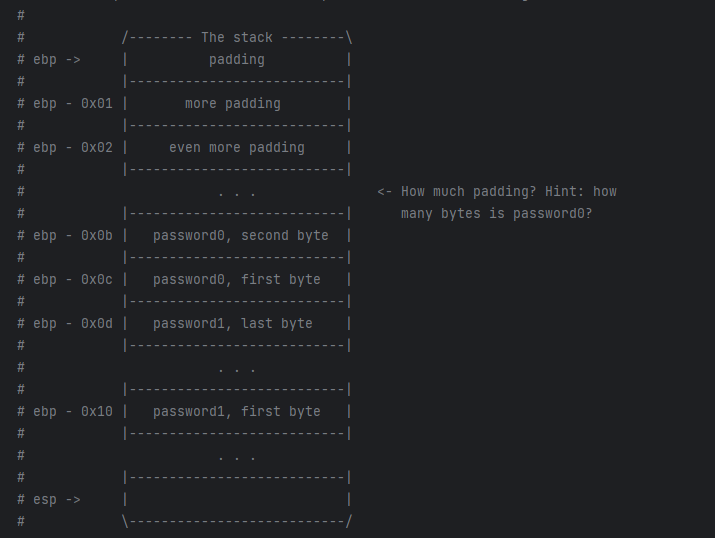 #
#            /-------- The stack --------\
# ebp ->     |          padding          |
#            |---------------------------|
# ebp - 0x01 |       more padding        |
#            |---------------------------|
# ebp - 0x02 |     even more padding     |
#            |---------------------------|
#                        . . .               <- How much padding? Hint: how
#            |---------------------------|      many bytes is password0?
# ebp - 0x0b |   password0, second byte  |
#            |---------------------------|
# ebp - 0x0c |   password0, first byte   |
#            |---------------------------|
# ebp - 0x0d |   password1, last byte    |
#            |---------------------------|
#                        . . .
#            |---------------------------|
# ebp - 0x10 |   password1, first byte   |
#            |---------------------------|
#                        . . .
#            |---------------------------|
# esp ->     |                           |
#            \---------------------------/